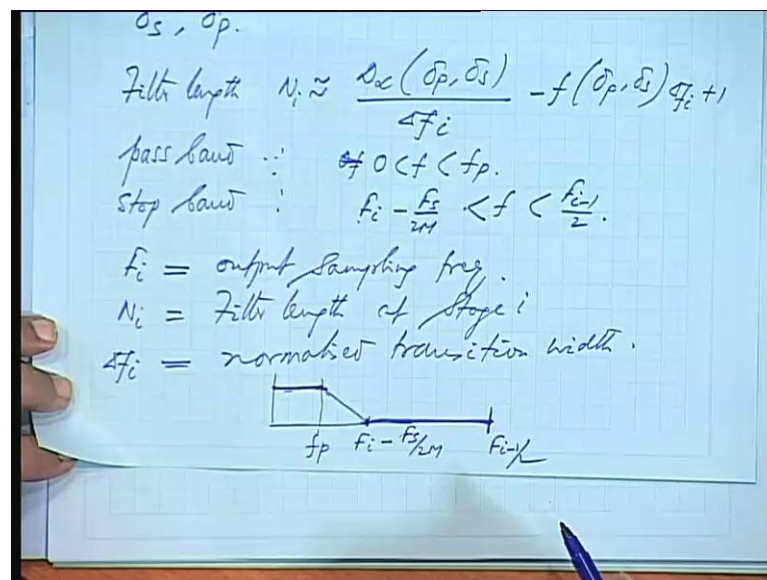 δs, δp.
Filter length Ni ≈ D∞(δp, δs) / Δfi - f(δp, δs) Δfi + 1
pass band : 0 < f < fp.
Stop band : Fi - Fs/2M < f < Fi-1/2.
Fi = output sampling freq.
Ni = Filter length at Stage i
Δfi = normalised transition width.
fp Fi - Fs/2M Fi-1/2